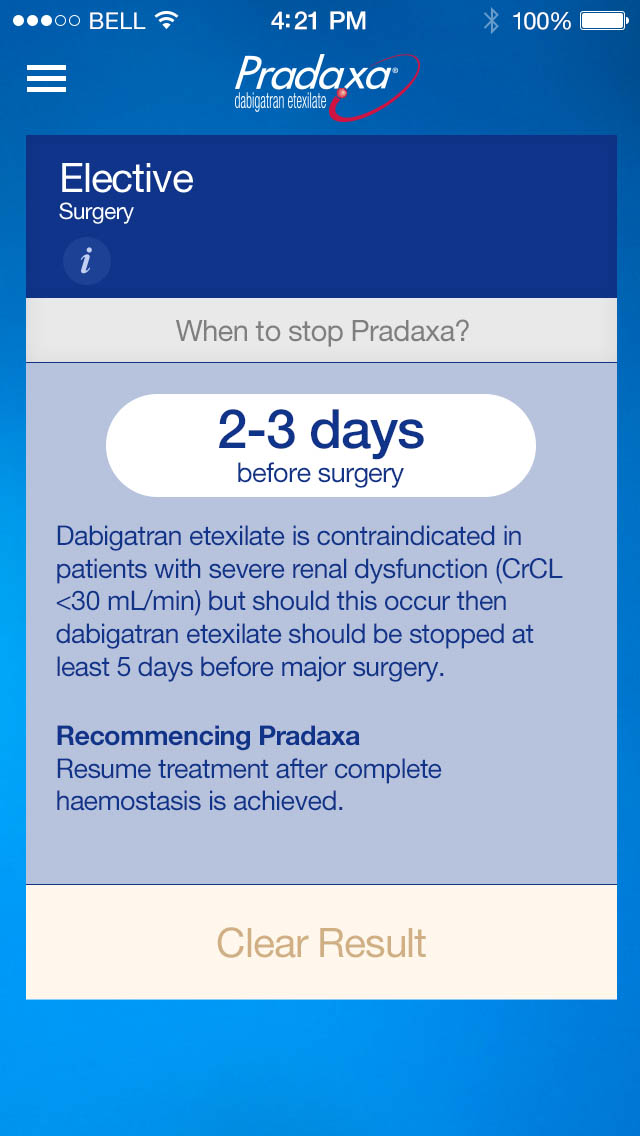 BELL 4:21 PM 100%
Pradaxa®
dabigatran etexilate
Elective
Surgery
i
When to stop Pradaxa?
2-3 days
before surgery
Dabigatran etexilate is contraindicated in
patients with severe renal dysfunction (CrCL
<30 mL/min) but should this occur then
dabigatran etexilate should be stopped at
least 5 days before major surgery.
Recommencing Pradaxa
Resume treatment after complete
haemostasis is achieved.
Clear Result